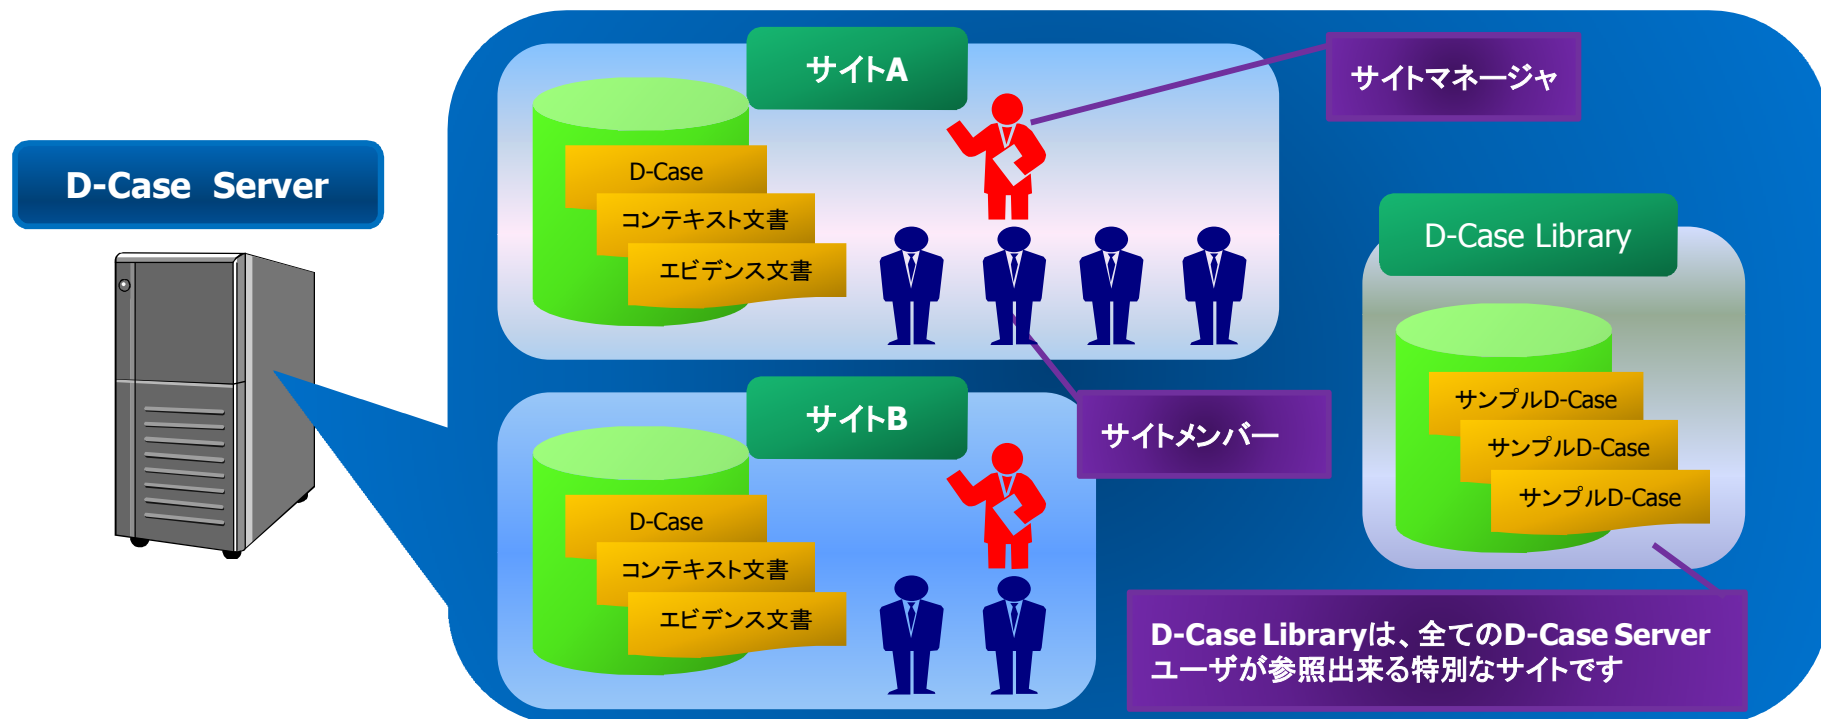 D-Case Server
サイトA
D-Case
コンテキスト文書
エビデンス文書
サイトマネージャ
サイトメンバー
サイトB
D-Case
コンテキスト文書
エビデンス文書
D-Case Library
サンプルD-Case
サンプルD-Case
サンプルD-Case
D-Case Libraryは、全てのD-Case Server
ユーザが参照出来る特別なサイトです